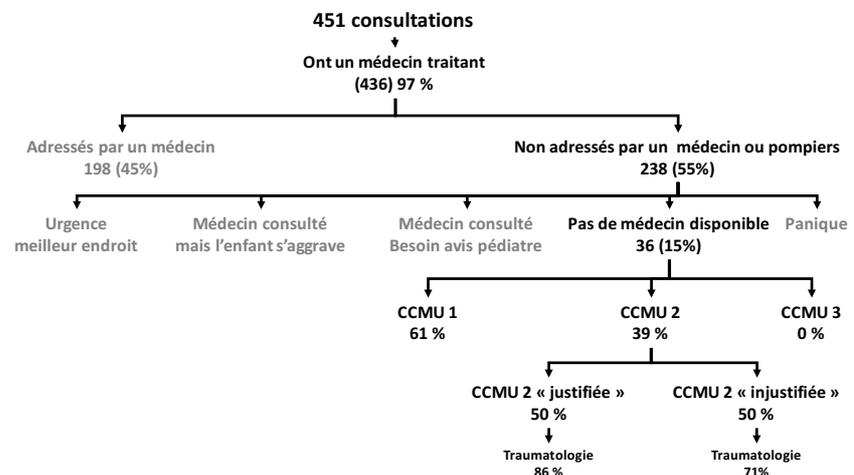 451 consultations
Ont un médecin traitant
(436) 97 %
Adressés par un médecin
198 (45%)
Non adressés par un médecin ou pompiers
238 (55%)
Urgence
meilleur endroit
Médecin consulté
mais l'enfant s'aggrave
Médecin consulté
Besoin avis pédiatre
Pas de médecin disponible
36 (15%)
Panique
CCMU 1
61 %
CCMU 2
39 %
CCMU 3
0 %
CCMU 2 « justifiée »
50 %
CCMU 2 « injustifiée »
50 %
Traumatologie
86 %
Traumatologie
71%